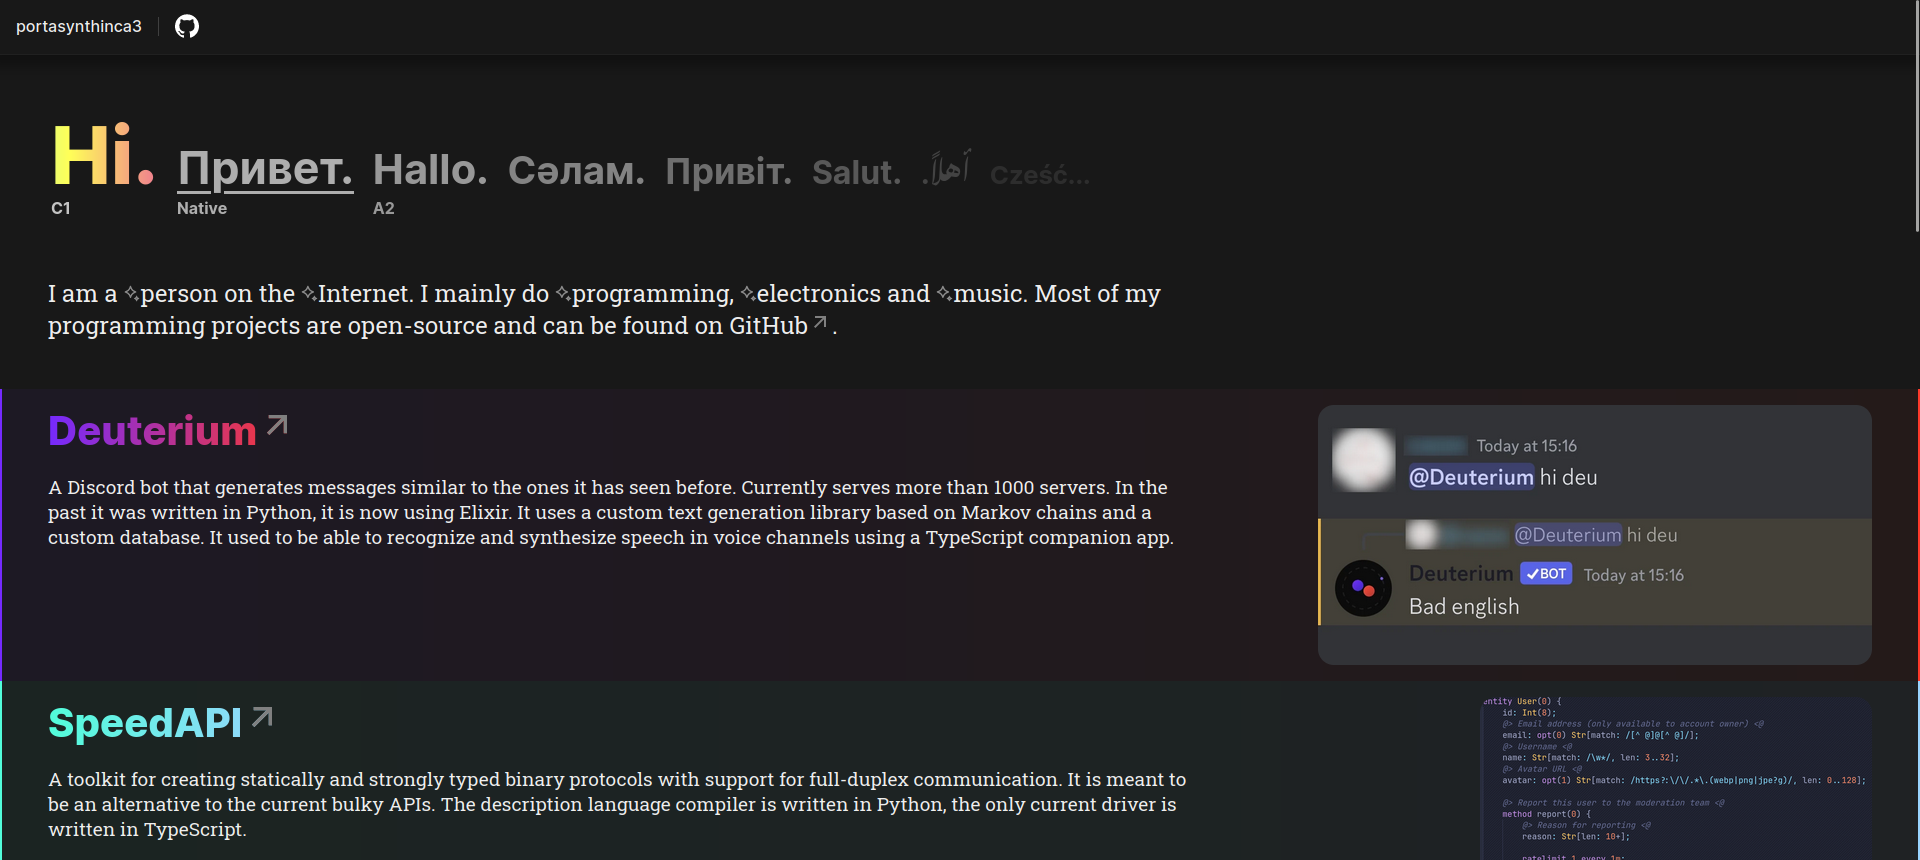 portasynthinca3
Hi. Привет. Hallo. Сәлам. Привіт. Salut. أهلاً. Cześć...
C1 Native A2
I am a person on the Internet. I mainly do programming, electronics and music. Most of my
programming projects are open-source and can be found on GitHub.
Deuterium
A Discord bot that generates messages similar to the ones it has seen before. Currently serves more than 1000 servers. In the
past it was written in Python, it is now using Elixir. It uses a custom text generation library based on Markov chains and a
custom database. It used to be able to recognize and synthesize speech in voice channels using a TypeScript companion app.
Today at 15:16
@Deuterium hi deu
@Deuterium hi deu
Deuterium ✓BOT Today at 15:16
Bad english
SpeedAPI
A toolkit for creating statically and strongly typed binary protocols with support for full-duplex communication. It is meant to
be an alternative to the current bulky APIs. The description language compiler is written in Python, the only current driver is
written in TypeScript.
entity User(0) {
id: Int(8);
@> Email address (only available to account owner) <@
email: opt(0) Str[match: /[^ @]@[^ @]/];
@> Username <@
name: Str[match: /\w*/, len: 3..32];
@> Avatar URL <@
avatar: opt(1) Str[match: /https?:\/\/.*\.(webp|png|jpe?g)/, len: 0..128];
@> Report this user to the moderation team <@
method report(0) {
@> Reason for reporting <@
reason: Str[len: 10+];
ratelimit 1 every 1m;